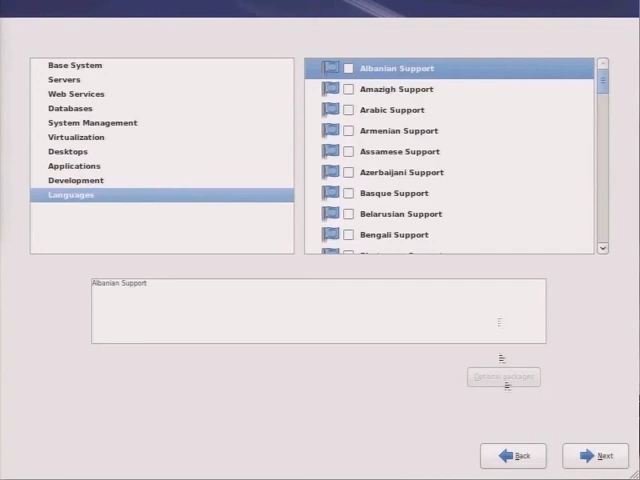 Base System
Servers
Web Services
Databases
System Management
Virtualization
Desktops
Applications
Development
Languages
Albanian Support
Amazigh Support
Arabic Support
Armenian Support
Assamese Support
Azerbaijani Support
Basque Support
Belarusian Support
Bengali Support
Albanian Support
Optional packages
Back
Next